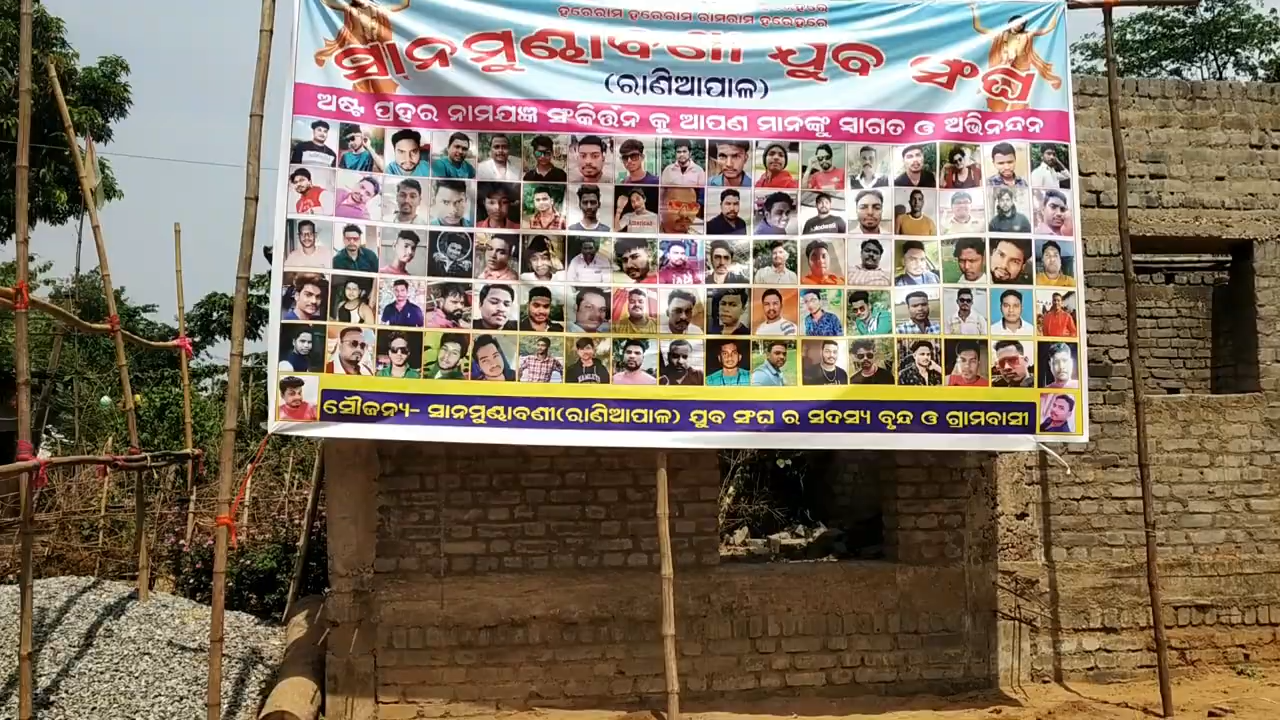 ହରେରାମ ହରେରାମ ରାମରାମ ହରେହରେ
ସାନମୁଣ୍ଡାବଣୀ ଯୁବ ସଂଘ
(ରାଣିଆପାଳ)
ଅଷ୍ଟ ପ୍ରହର ନାମଯଜ୍ଞ ସଂକିର୍ତ୍ତନ କୁ ଆପଣ ମାନଙ୍କୁ ସ୍ୱାଗତ ଓ ଅଭିନନ୍ଦନ
ସୌଜନ୍ୟ- ସାନମୁଣ୍ଡାବଣୀ(ରାଣିଆପାଳ) ଯୁବ ସଂଘ ର ସଦସ୍ୟ ବୃନ୍ଦ ଓ ଗ୍ରାମବାସୀ